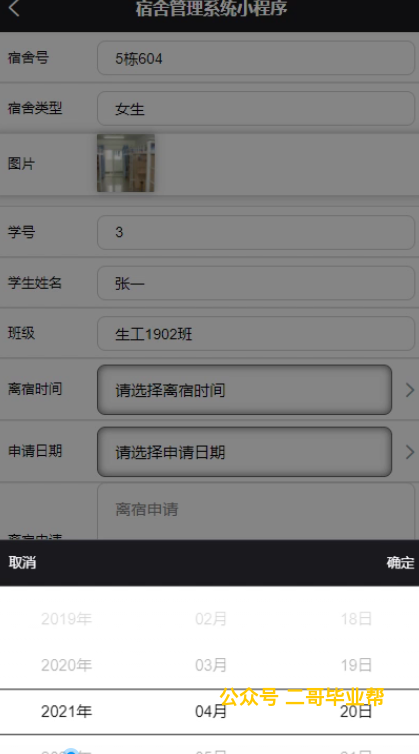 宿舍管理系统小程序
宿舍号 5栋604
宿舍类型 女生
图片
学号 3
学生姓名 张一
班级 生工1902班
离宿时间 请选择离宿时间
申请日期 请选择申请日期
离宿申请
离宿申请
取消 确定
2019年 02月 18日
2020年 03月 19日
公众号 二哥毕业帮
2021年 04月 20日